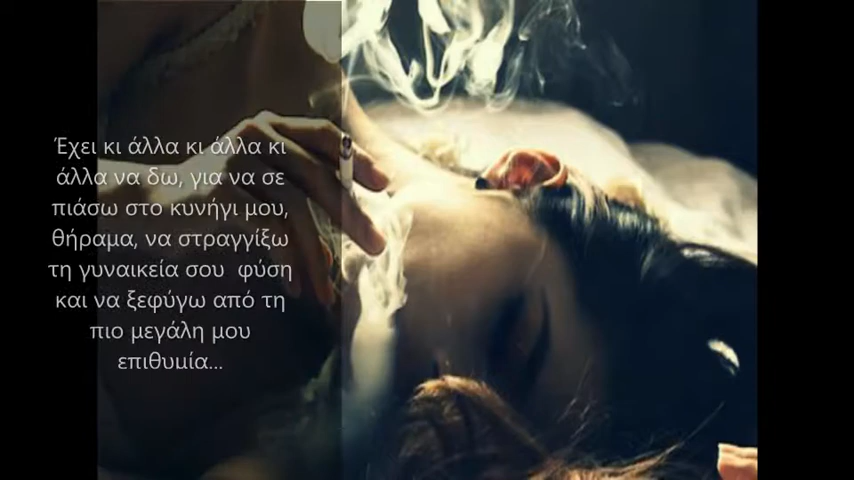 Έχει κι άλλα κι άλλα κι
άλλα να δω, για να σε
πιάσω στο κυνήγι μου,
θήραμα, να στραγγίξω
τη γυναικεία σου φύση
και να ξεφύγω από τη
πιο μεγάλη μου
επιθυμία...